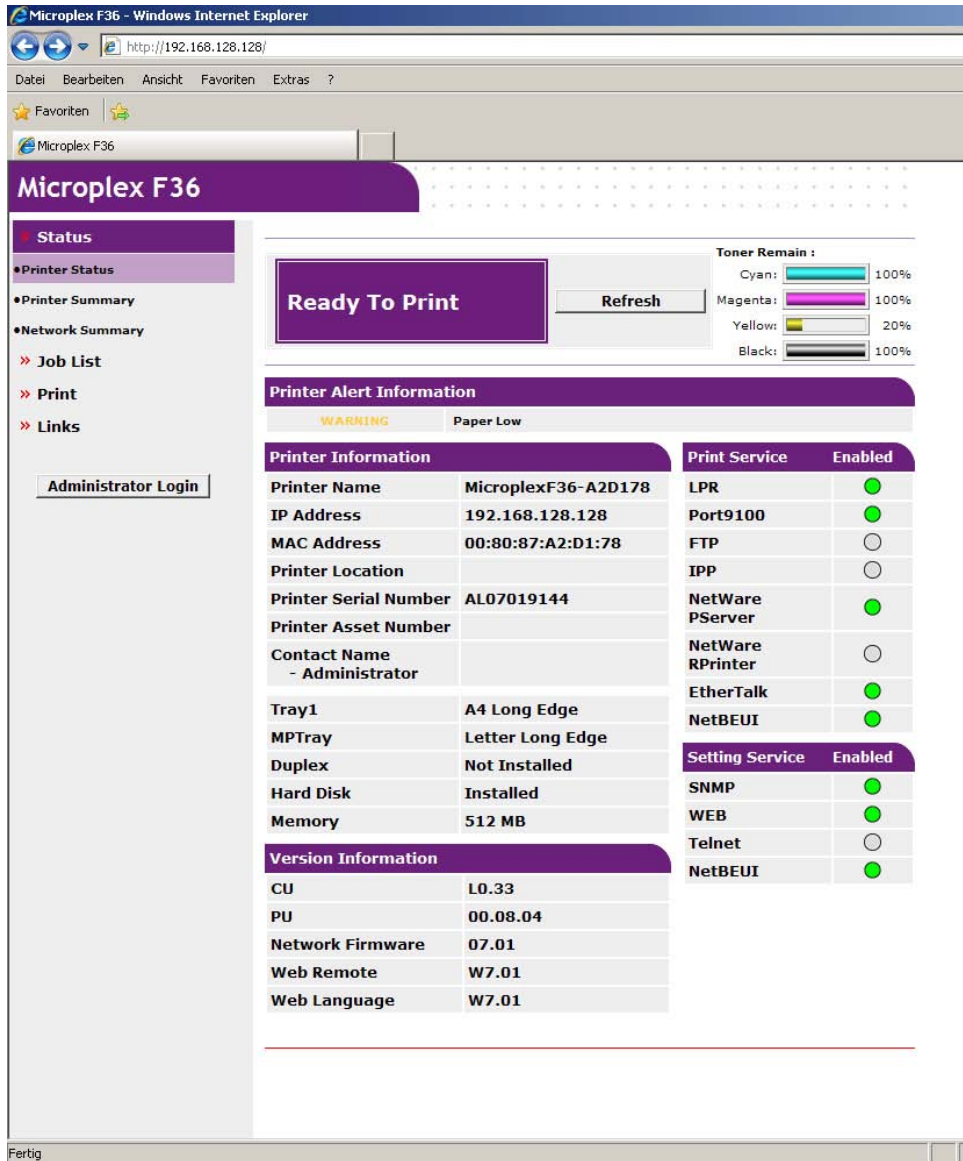 Microplex F36 - Windows Internet Explorer
http://192.168.128.128/
Datei Bearbeiten Ansicht Favoriten Extras ?
Favoriten
Microplex F36
Microplex F36
Status
•Printer Status
•Printer Summary
•Network Summary
» Job List
» Print
» Links
Administrator Login
Ready To Print
Refresh
Toner Remain :
Cyan: 100%
Magenta: 100%
Yellow: 20%
Black: 100%
Printer Alert Information
WARNING Paper Low
Printer Information
Printer Name MicroplexF36-A2D178
IP Address 192.168.128.128
MAC Address 00:80:87:A2:D1:78
Printer Location
Printer Serial Number AL07019144
Printer Asset Number
Contact Name
- Administrator
Tray1 A4 Long Edge
MPTray Letter Long Edge
Duplex Not Installed
Hard Disk Installed
Memory 512 MB
Version Information
CU L0.33
PU 00.08.04
Network Firmware 07.01
Web Remote W7.01
Web Language W7.01
Print Service Enabled
LPR
Port9100
FTP
IPP
NetWare
PServer
NetWare
RPrinter
EtherTalk
NetBEUI
Setting Service Enabled
SNMP
WEB
Telnet
NetBEUI
Fertig